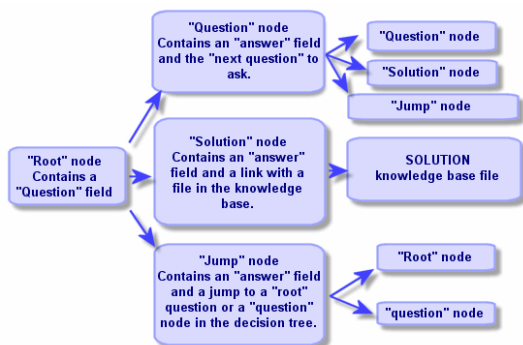 "Root" node
Contains a
"Question" field
"Question" node
Contains an "answer" field
and the "next question" to
ask.
"Question" node
"Solution" node
"Jump" node
"Solution" node
Contains an "answer"
field and a link with a
file in the knowledge
base.
SOLUTION
knowledge base file
"Jump" node
Contains an "answer" field
and a jump to a "root"
question or a "question"
node in the decision tree.
"Root" node
"question" node